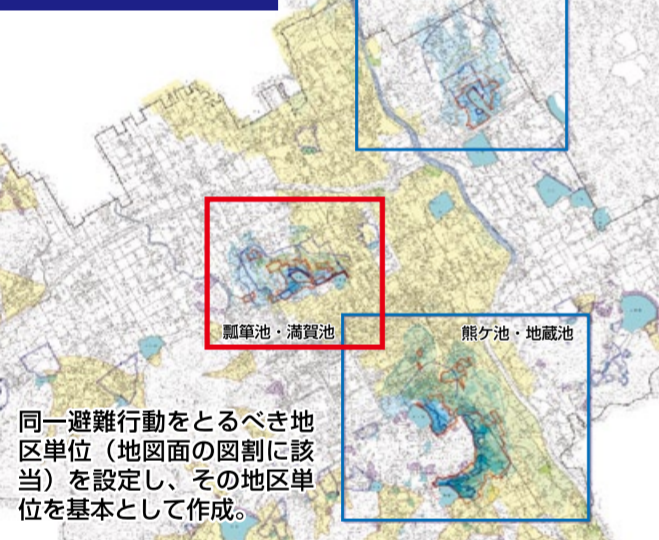 瓢箪池・満賀池
熊ケ池・地蔵池
同一避難行動をとるべき地
区単位（地図面の図割に該
当）を設定し、その地区単
位を基本として作成。